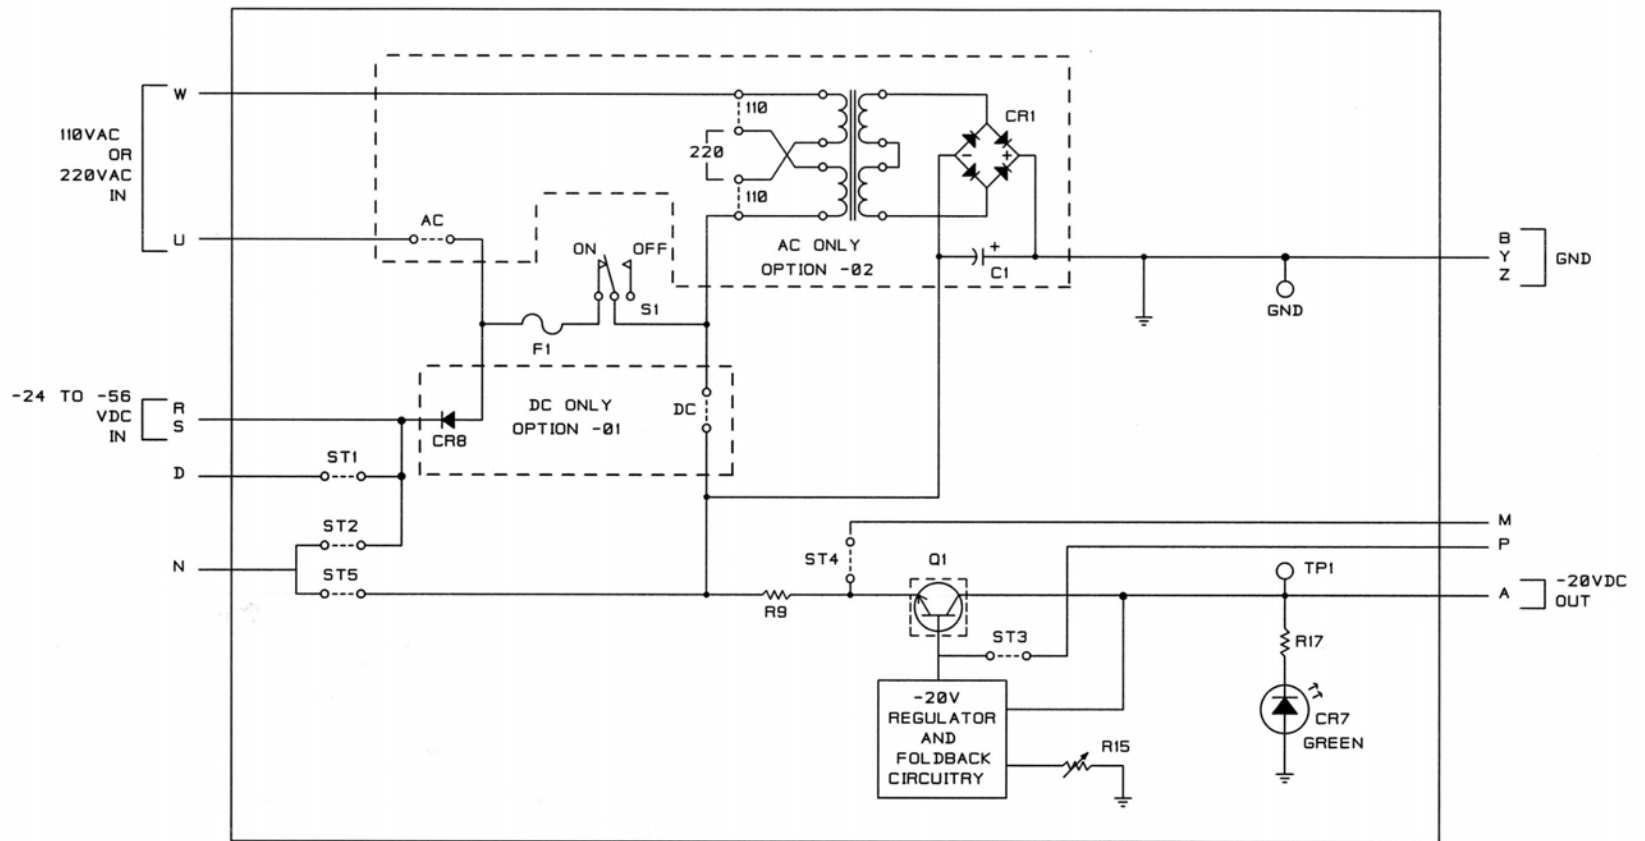 W
110VAC
OR
220VAC
IN
U
AC
ON
OFF
S1
F1
110
220
110
CR1
-
+
AC ONLY
OPTION -02
+
C1
B
Y
Z
GND
GND
-24 TO -56
VDC
IN
R
S
CR8
DC ONLY
OPTION -01
DC
D
ST1
ST2
N
ST5
R9
ST4
Q1
ST3
M
P
A
-20VDC
OUT
TP1
R17
CR7
GREEN
-20V
REGULATOR
AND
FOLDBACK
CIRCUITRY
R15